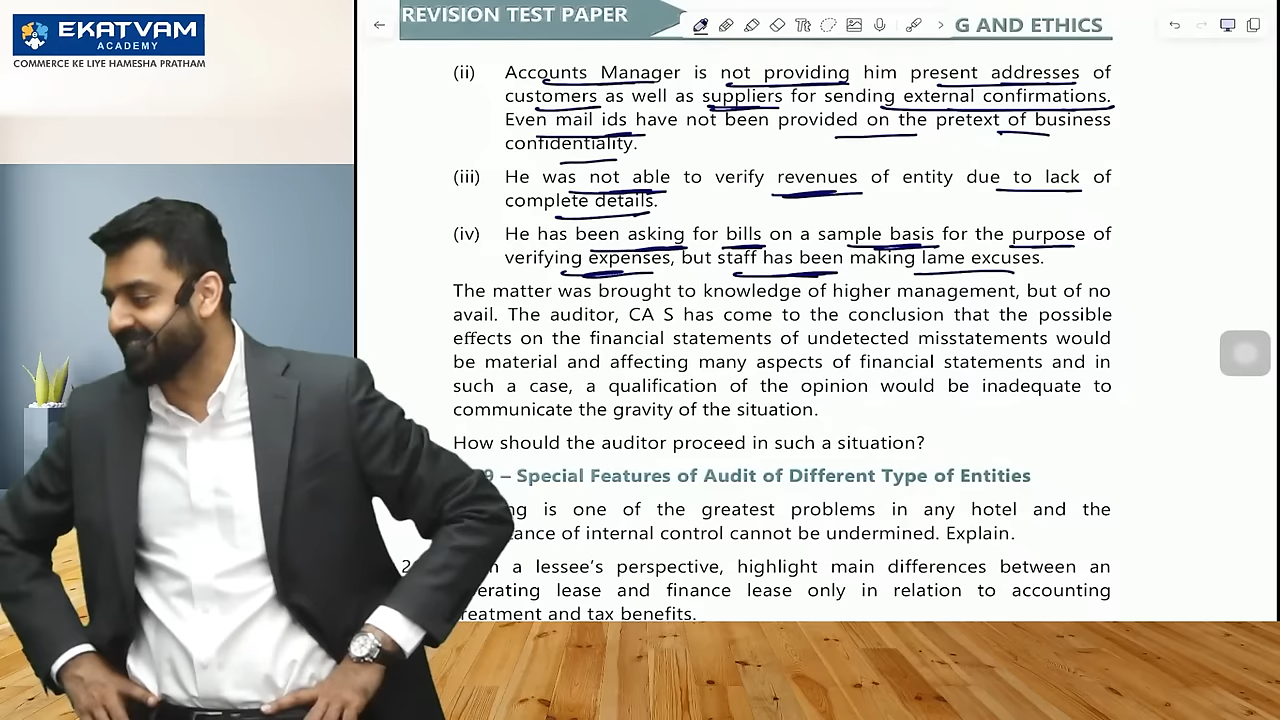 EKATVAM
ACADEMY
COMMERCE KE LIYE HAMESHA PRATHAM
REVISION TEST PAPER
G AND ETHICS
(ii) Accounts Manager is not providing him present addresses of
customers as well as suppliers for sending external confirmations.
Even mail ids have not been provided on the pretext of business
confidentiality.
(iii) He was not able to verify revenues of entity due to lack of
complete details.
(iv) He has been asking for bills on a sample basis for the purpose of
verifying expenses, but staff has been making lame excuses.
The matter was brought to knowledge of higher management, but of no
avail. The auditor, CA S has come to the conclusion that the possible
effects on the financial statements of undetected misstatements would
be material and affecting many aspects of financial statements and in
such a case, a qualification of the opinion would be inadequate to
communicate the gravity of the situation.
How should the auditor proceed in such a situation?
9 – Special Features of Audit of Different Type of Entities
is one of the greatest problems in any hotel and the
of internal control cannot be undermined. Explain.
2 a lessee's perspective, highlight main differences between an
erating lease and finance lease only in relation to accounting
treatment and tax benefits.